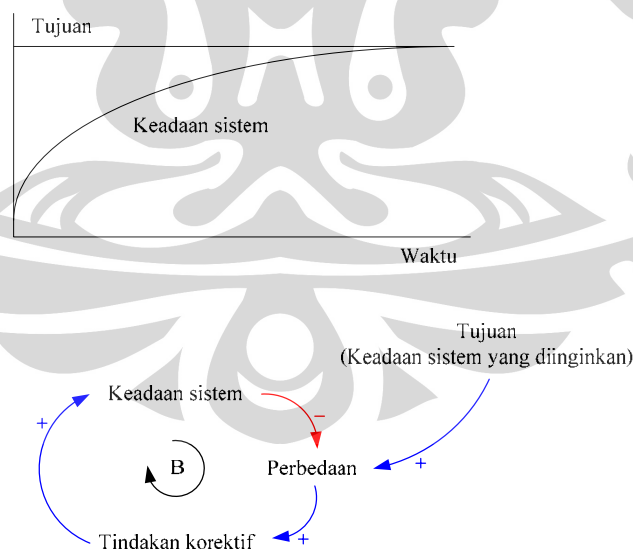 Tujuan
Keadaan sistem
Waktu
Tujuan
(Keadaan sistem yang diinginkan)
Keadaan sistem
+
−
B
Perbedaan
+
Tindakan korektif
+